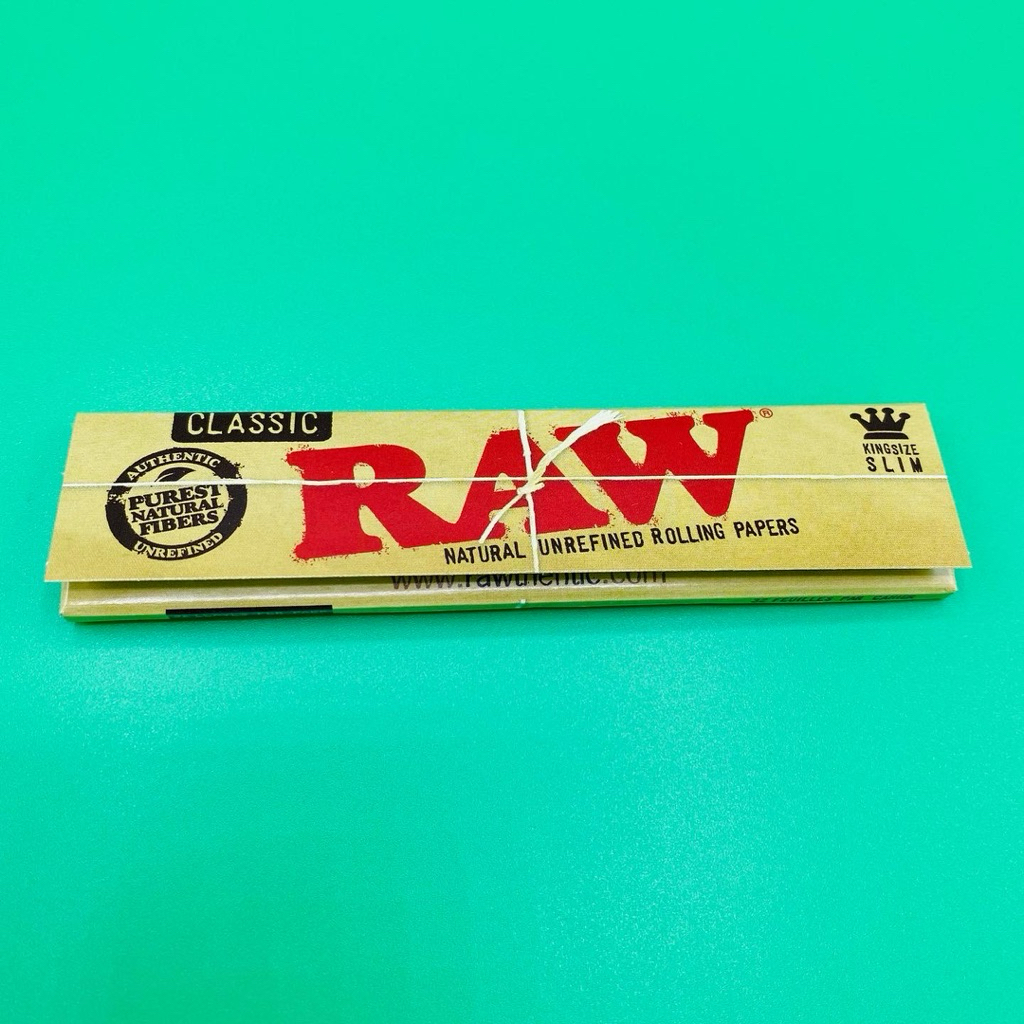 CLASSIC
AUTHENTIC
PUREST
NATURAL
FIBERS
UNREFINED
RAW®
NATURAL UNREFINED ROLLING PAPERS
KINGSIZE
SLIM
www.rawthentic.com